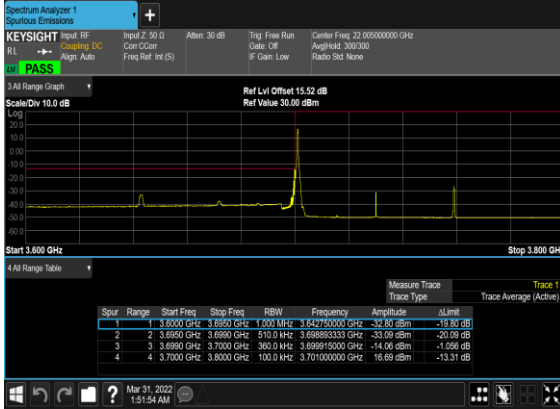 Spectrum Analyzer 1
Spurious Emissions
KEYSIGHT Input: RF Input Z: 50 Ω Atten: 30 dB Trig: Free Run Center Freq: 22.005000000 GHz
RL Coupling: DC Corr CCorr Gate: Off Avg|Hold: 300/300
Align: Auto Freq Ref: Int (S) IF Gain: Low Radio Std: None
PASS
3 All Range Graph
Ref Lvl Offset 15.52 dB
Scale/Div 10.0 dB Ref Value 30.00 dBm
Log
20.0
10.0
0.00
-10.0
-20.0
-30.0
-40.0
-50.0
-60.0
Start 3.600 GHz Stop 3.800 GH
4 All Range Table
Measure Trace Trace 1
Trace Type Trace Average (Active)
Spur Range Start Freq Stop Freq RBW Frequency Amplitude ΔLimit
1 1 3.6000 GHz 3.6950 GHz 1.000 MHz 3.642750000 GHz -32.80 dBm -19.80 dB
2 2 3.6950 GHz 3.6990 GHz 510.0 kHz 3.698893333 GHz -33.09 dBm -20.09 dB
3 3 3.6990 GHz 3.7000 GHz 360.0 kHz 3.699915000 GHz -14.06 dBm -1.056 dB
4 4 3.7000 GHz 3.8000 GHz 100.0 kHz 3.701000000 GHz 16.69 dBm -13.31 dB
Mar 31, 2022
1:51:54 AM